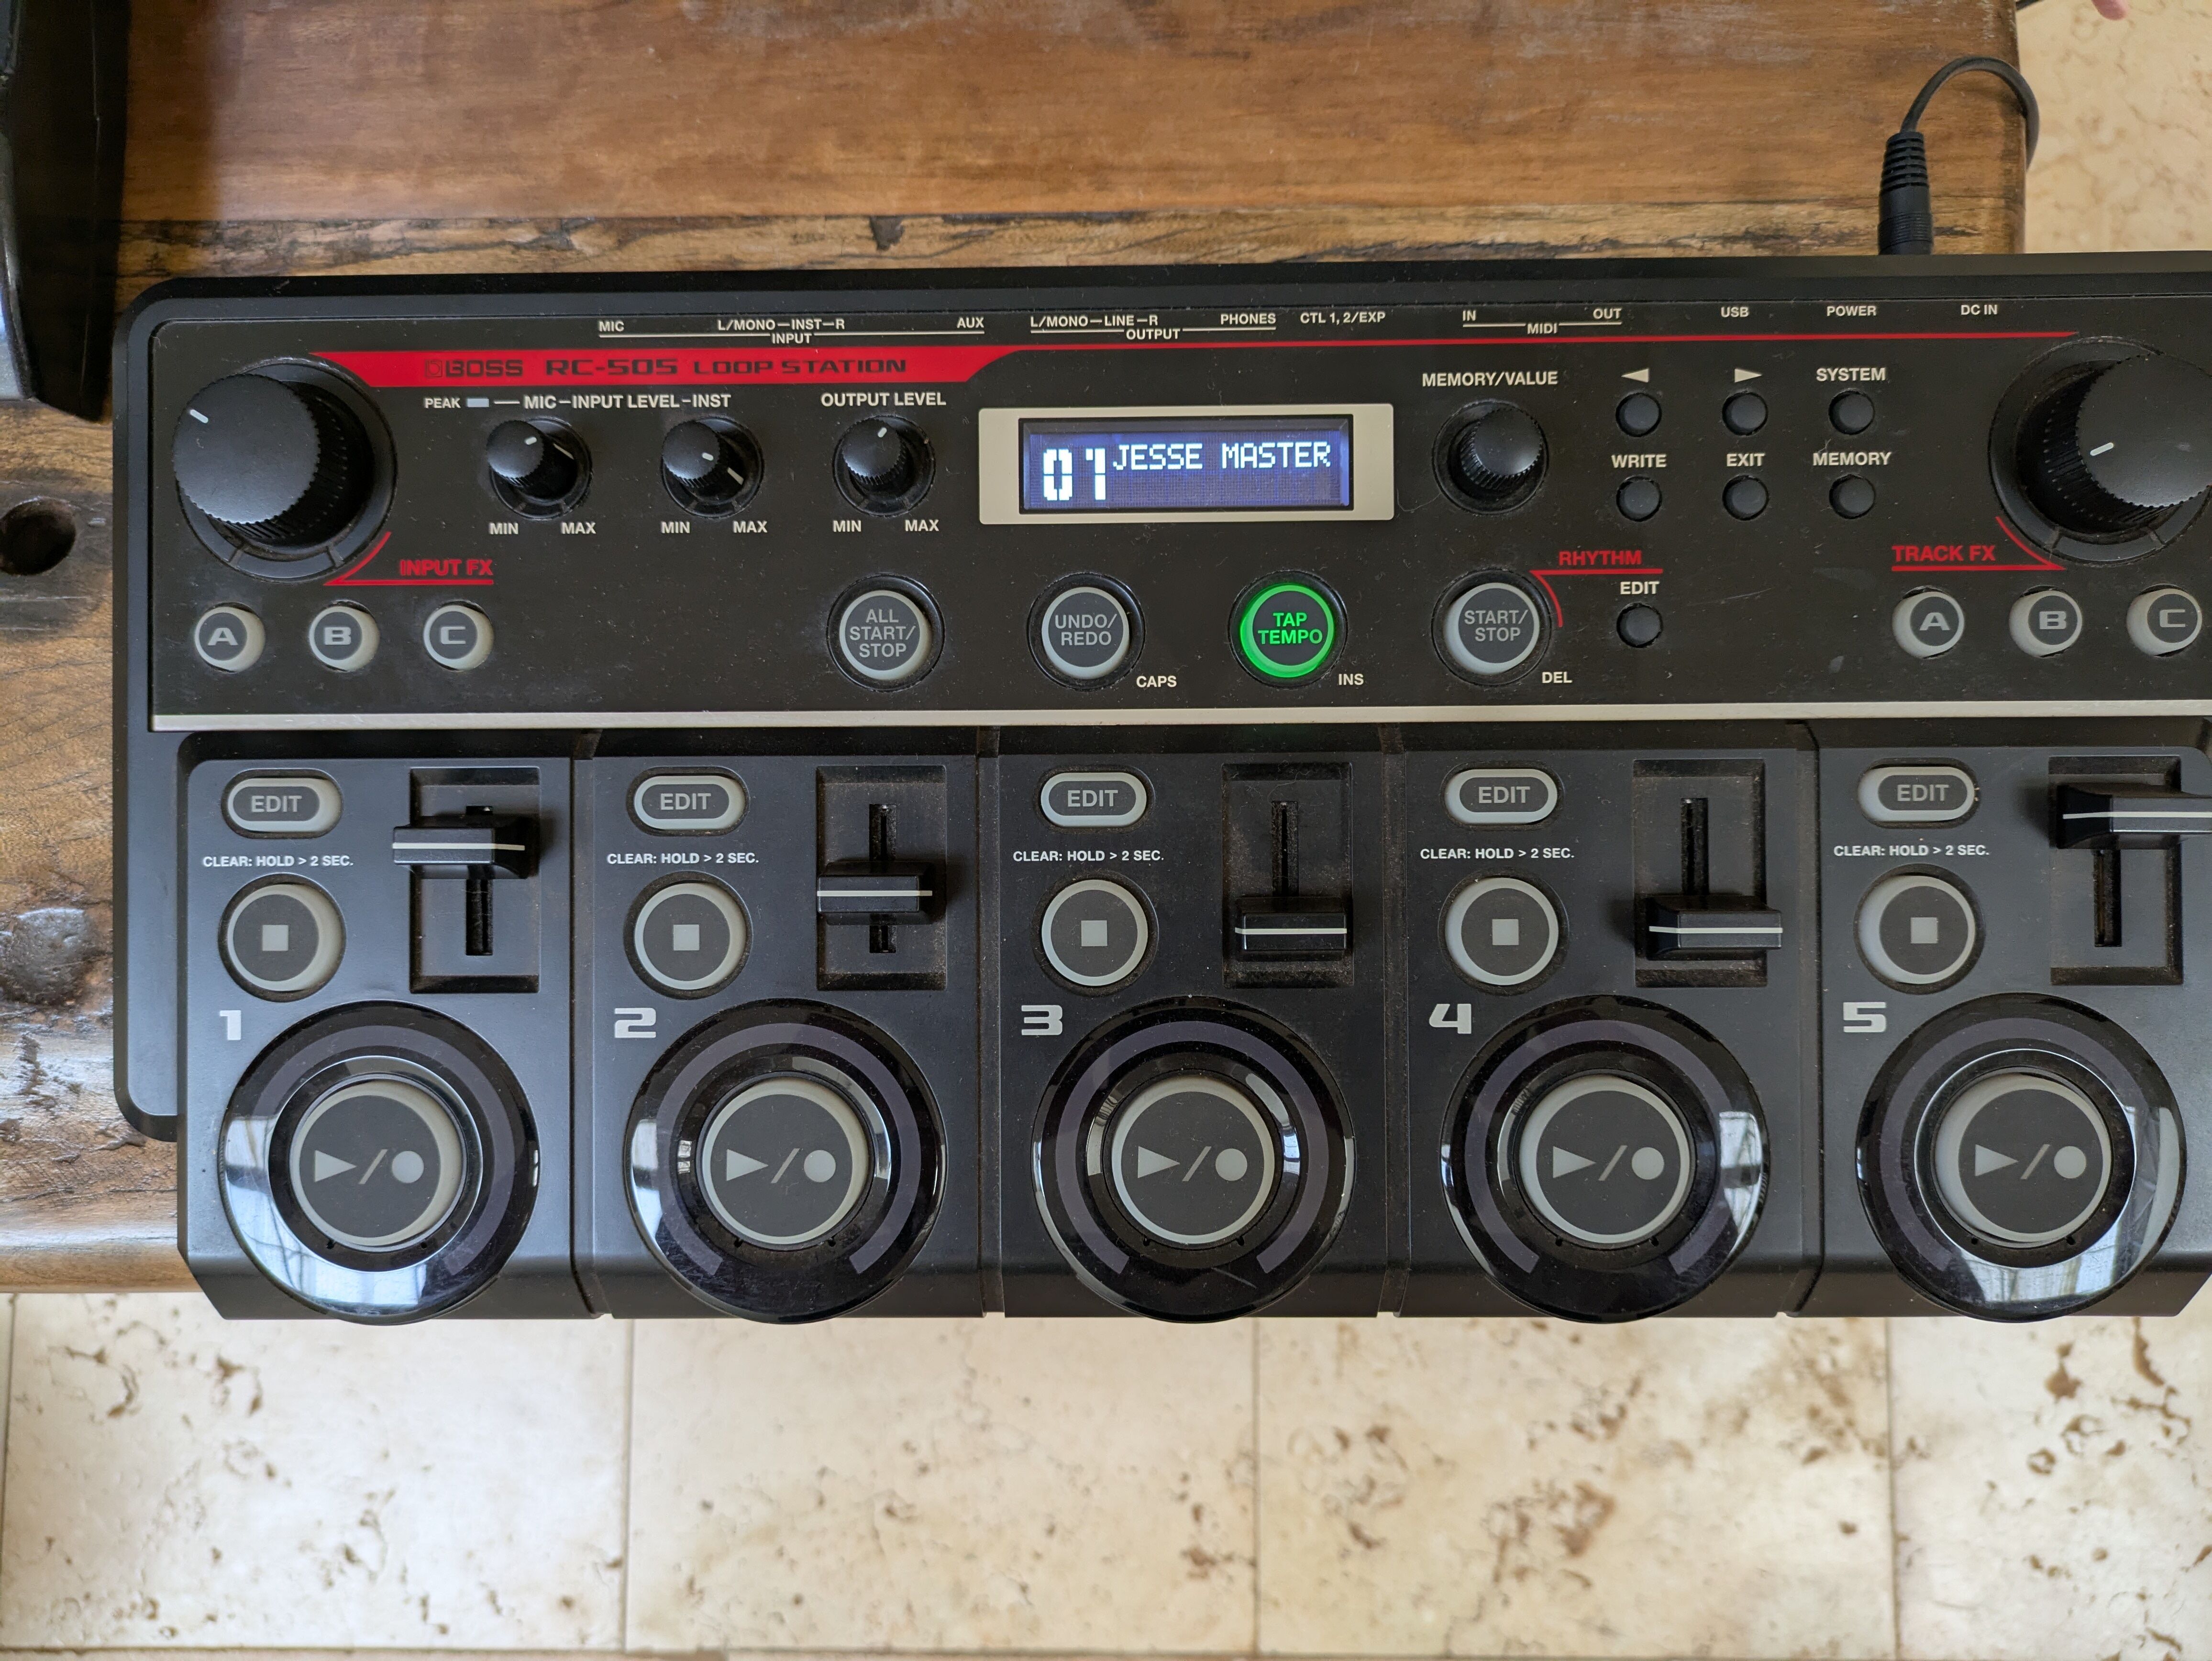 MIC L/MONO—INST—R AUX L/MONO—LINE—R PHONES CTL 1, 2/EXP IN OUT USB POWER DC IN
INPUT OUTPUT MIDI
BOSS RC-505 LOOP STATION
PEAK MIC—INPUT LEVEL—INST OUTPUT LEVEL MEMORY/VALUE SYSTEM
01 JESSE MASTER
WRITE EXIT MEMORY
MIN MAX MIN MAX MIN MAX
INPUT FX RHYTHM TRACK FX
EDIT
A B C
ALL
START/
STOP
UNDO/
REDO
TAP
TEMPO
START/
STOP
A B C
CAPS INS DEL
EDIT EDIT EDIT EDIT EDIT
CLEAR: HOLD > 2 SEC. CLEAR: HOLD > 2 SEC. CLEAR: HOLD > 2 SEC. CLEAR: HOLD > 2 SEC. CLEAR: HOLD > 2 SEC.
1 2 3 4 5